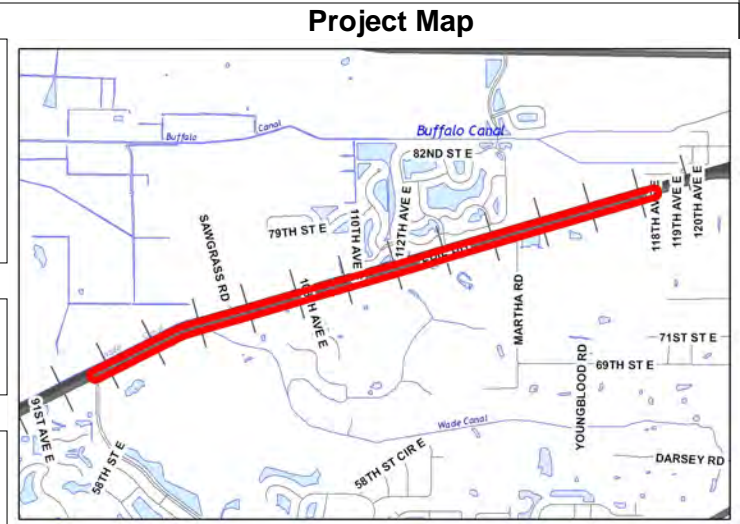 Project Map
Buffalo Canal
Buffalo Canal
82ND ST E
SAWGRASS RD
79TH ST E
110TH AVE
112TH AVE E
118TH AVE E
119TH AVE E
120TH AVE E
AVE E
MARTHA RD
71ST ST E
69TH ST E
YOUNGBLOOD RD
91ST AVE E
58TH ST E
Wade Canal
58TH ST CIR E
DARSEY RD